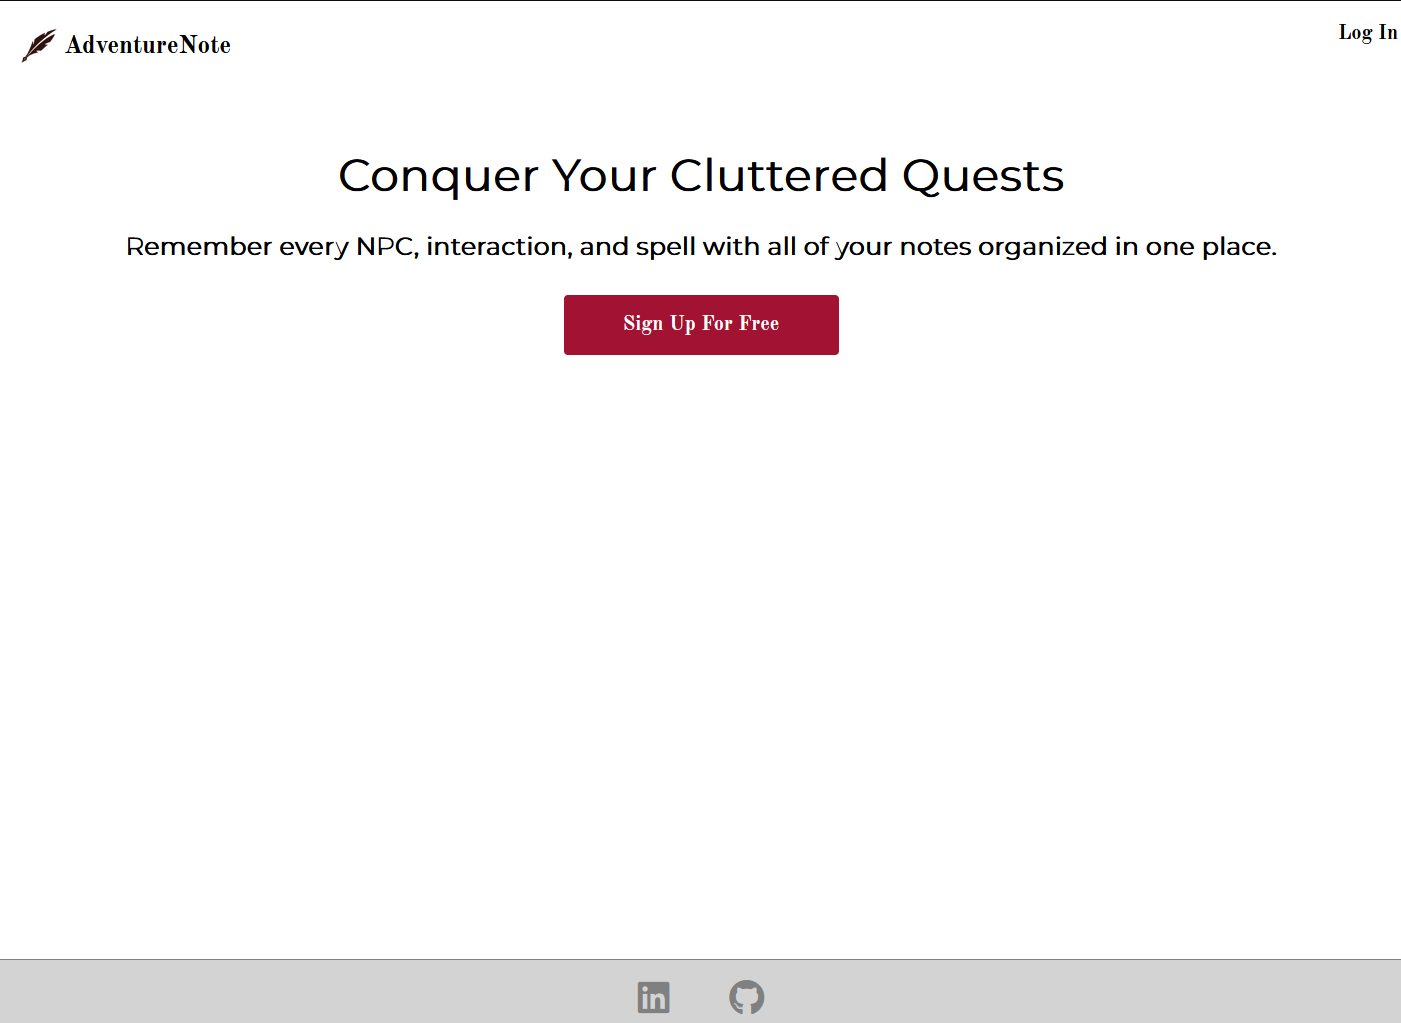 AdventureNote
Log In
Conquer Your Cluttered Quests
Remember every NPC, interaction, and spell with all of your notes organized in one place.
Sign Up For Free